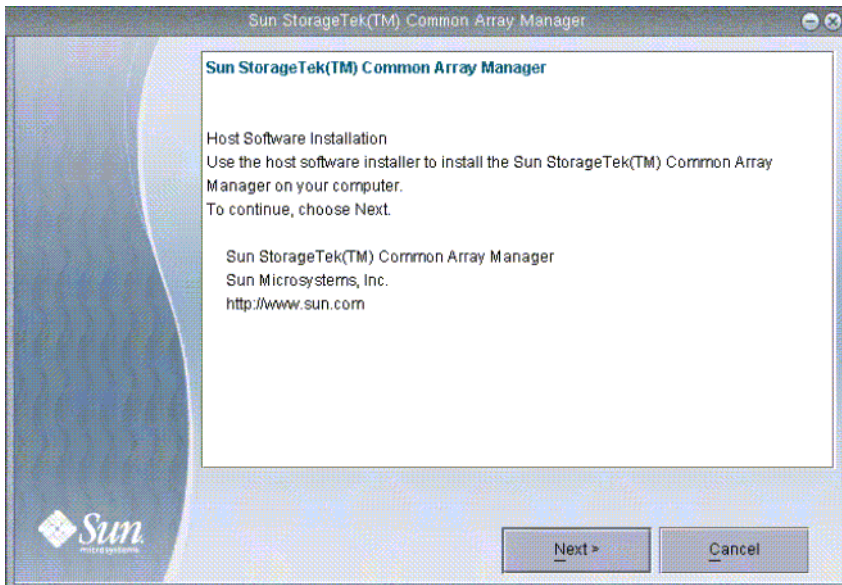 Sun StorageTek(TM) Common Array Manager
Sun StorageTek(TM) Common Array Manager
Host Software Installation
Use the host software installer to install the Sun StorageTek(TM) Common Array
Manager on your computer.
To continue, choose Next.
Sun StorageTek(TM) Common Array Manager
Sun Microsystems, Inc.
http://www.sun.com
Sun
microsystems
Next >
Cancel